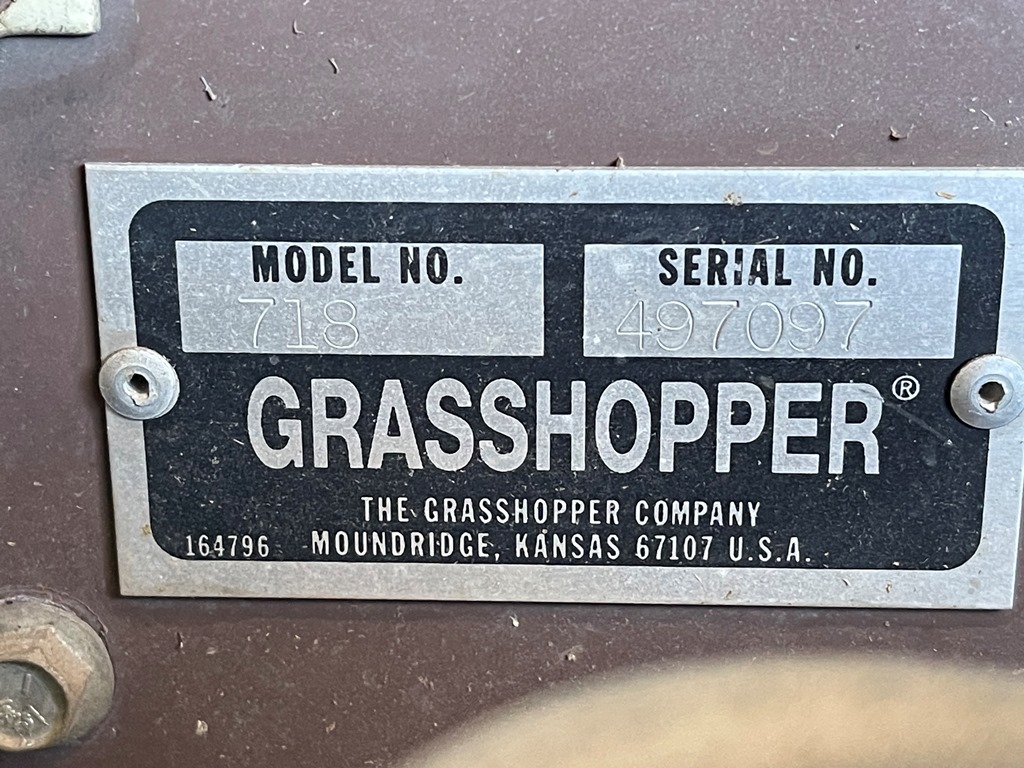 MODEL NO.
718
SERIAL NO.
497097
GRASSHOPPER®
THE GRASSHOPPER COMPANY
164796 MOUNDRIDGE, KANSAS 67107 U.S.A.